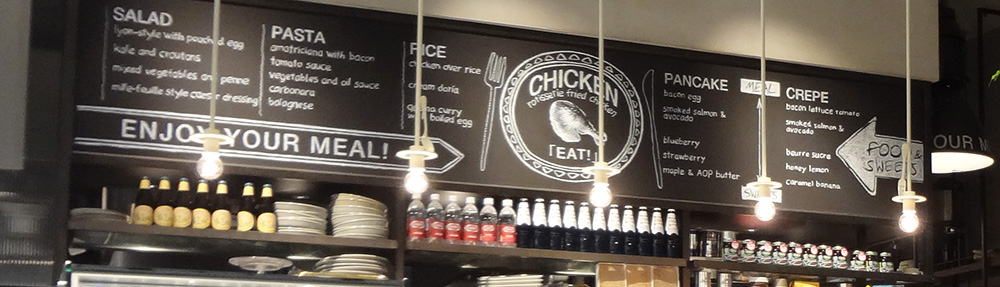 SALAD
lyon-style with poached egg
kale and croutons
mixed vegetables and penne
mille-feuille style caesar dressing
PASTA
amatriciana with bacon
tomato sauce
vegetables and oil sauce
carbonara
bolognese
RICE
chicken over rice
cream doria
curry
with boiled egg
ENJOY YOUR MEAL!
CHICKEN
rotisserie fried chicken
EAT!
PANCAKE
MEAL
bacon egg
smoked salmon &
avocado
blueberry
strawberry
maple & AOP butter
SWEETS
CREPE
bacon lettuce tomato
smoked salmon &
avocado
beurre sucre
honey lemon
caramel banana
FOOD &
SWEETS
OUR M